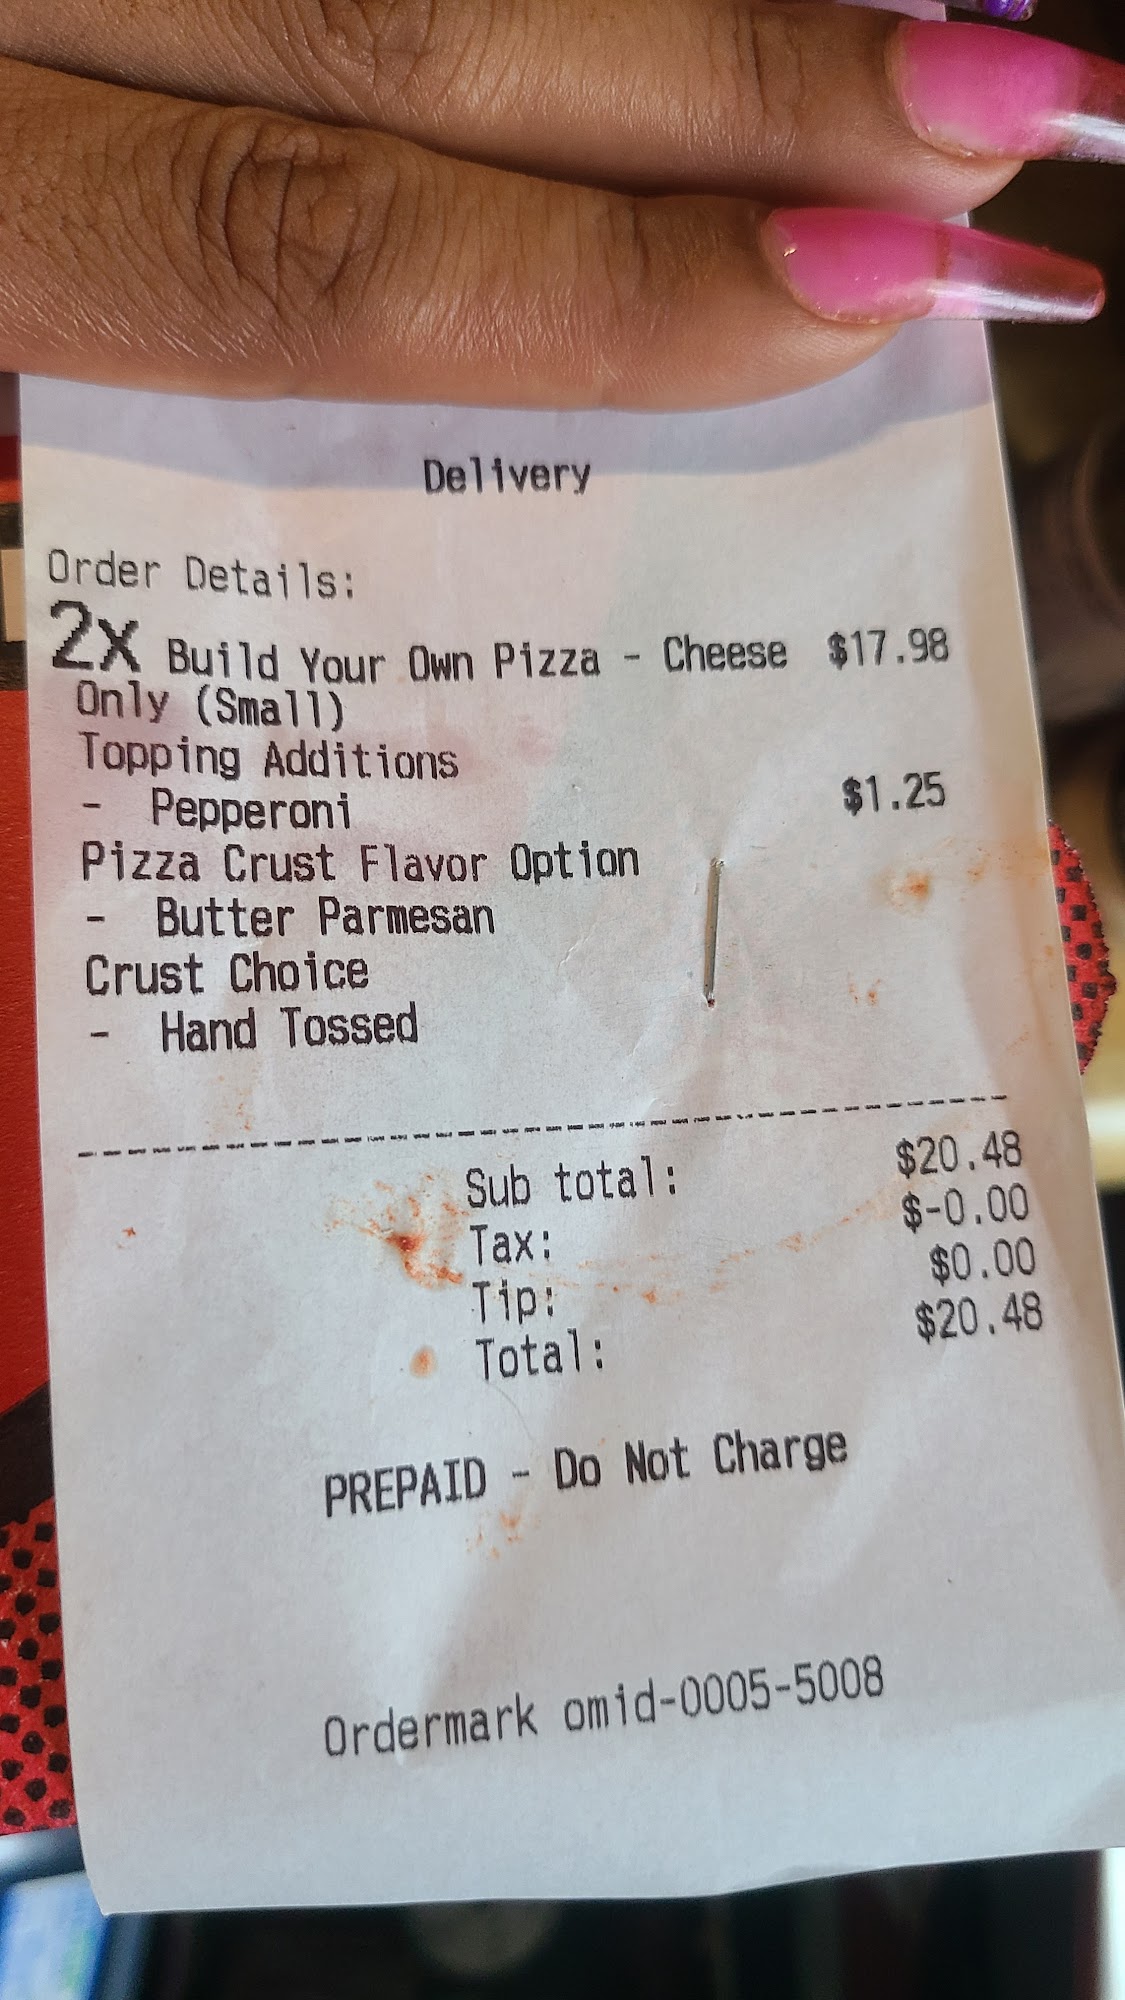 Delivery
Order Details:
2x Build Your Own Pizza - Cheese $17.98
Only (Small)
Topping Additions
- Pepperoni $1.25
Pizza Crust Flavor Option
- Butter Parmesan
Crust Choice
- Hand Tossed
Sub total: $20.48
Tax: $-0.00
Tip: $0.00
Total: $20.48
PREPAID - Do Not Charge
Ordermark omid-0005-5008